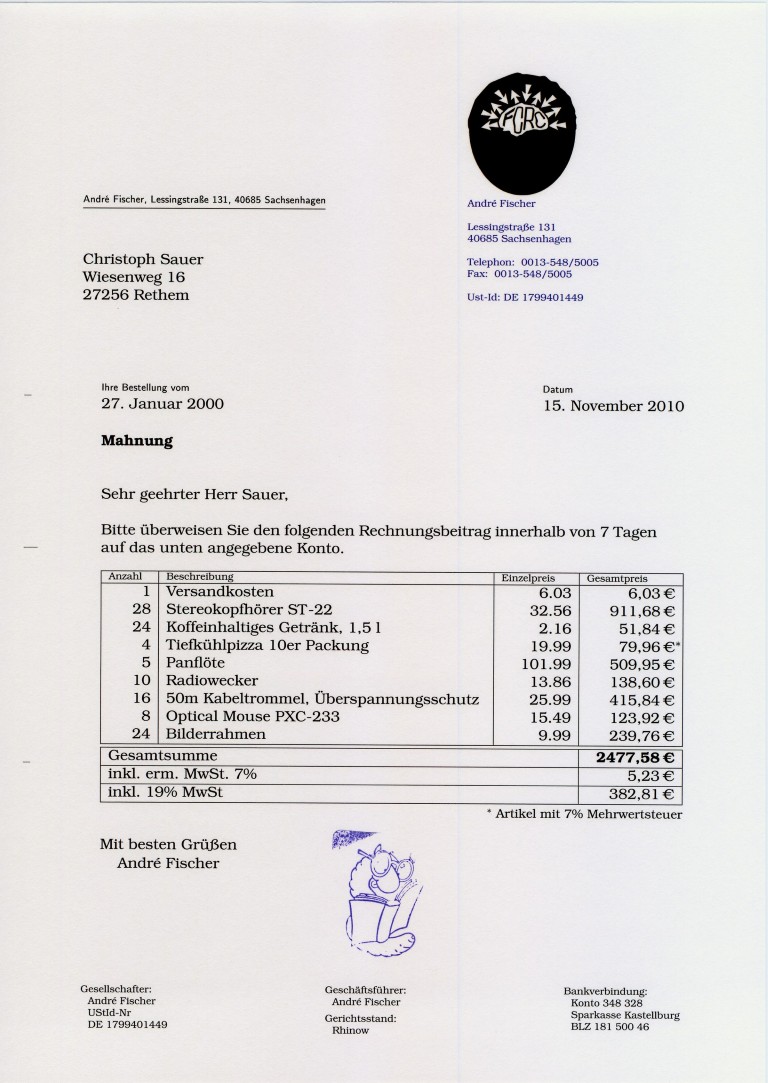 FCRC
André Fischer, Lessingstraße 131, 40685 Sachsenhagen
André Fischer
Lessingstraße 131
40685 Sachsenhagen
Telephon: 0013-548/5005
Fax: 0013-548/5005
Ust-Id: DE 1799401449
Christoph Sauer
Wiesenweg 16
27256 Rethem
Ihre Bestellung vom
27. Januar 2000
Datum
15. November 2010
Mahnung
Sehr geehrter Herr Sauer,
Bitte überweisen Sie den folgenden Rechnungsbeitrag innerhalb von 7 Tagen
auf das unten angegebene Konto.
Anzahl Beschreibung Einzelpreis Gesamtpreis
1 Versandkosten 6.03 6,03 €
28 Stereokopfhörer ST-22 32.56 911,68 €
24 Koffeinhaltiges Getränk, 1,5 l 2.16 51,84 €
4 Tiefkühlpizza 10er Packung 19.99 79,96 €*
5 Panflöte 101.99 509,95 €
10 Radiowecker 13.86 138,60 €
16 50m Kabeltrommel, Überspannungsschutz 25.99 415,84 €
8 Optical Mouse PXC-233 15.49 123,92 €
24 Bilderrahmen 9.99 239,76 €
Gesamtsumme 2477,58 €
inkl. erm. MwSt. 7% 5,23 €
inkl. 19% MwSt 382,81 €
* Artikel mit 7% Mehrwertsteuer
Mit besten Grüßen
André Fischer
Gesellschafter:
André Fischer
UStId-Nr
DE 1799401449
Geschäftsführer:
André Fischer
Gerichtsstand:
Rhinow
Bankverbindung:
Konto 348 328
Sparkasse Kastellburg
BLZ 181 500 46